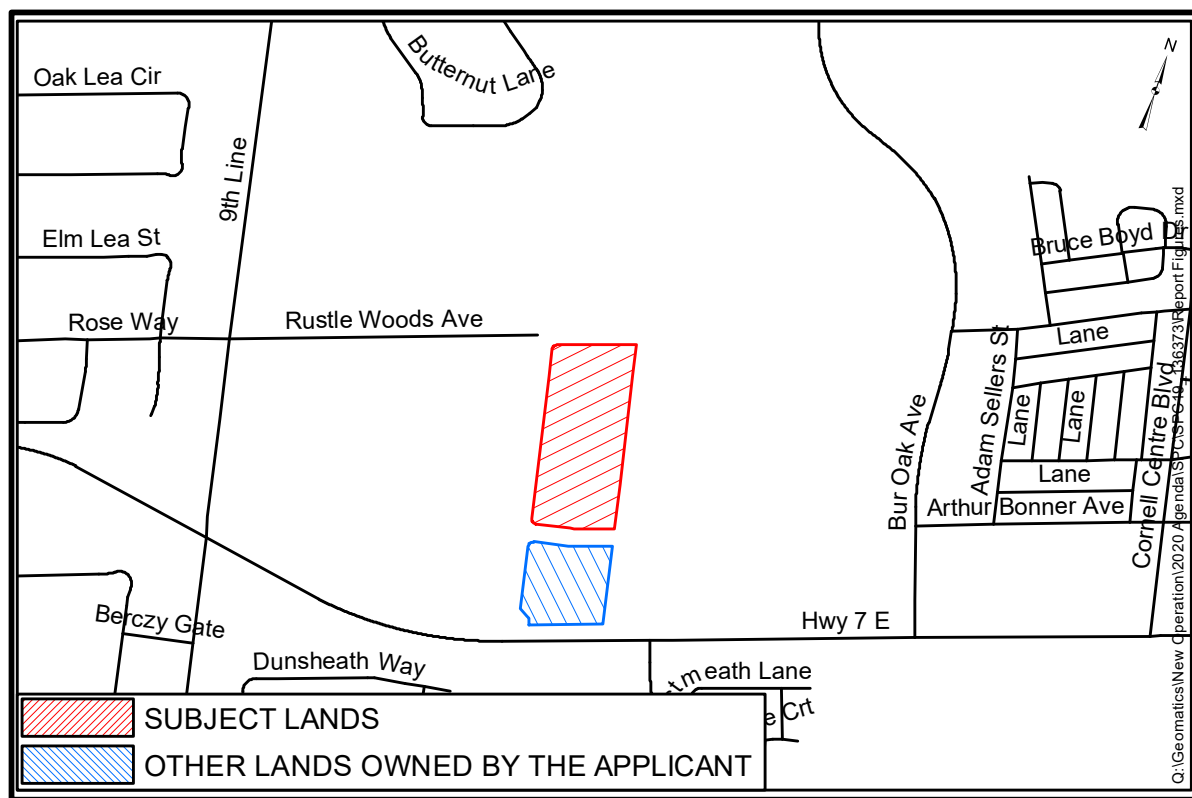 Butternut Lane
N
Oak Lea Cir
9th Line
Elm Lea St
Bruce Boyd Dr
Rose Way
Rustle Woods Ave
Lane
Adam Sellers St
Lane
Lane
Cornell Centre Blvd
Bur Oak Ave
Lane
Arthur Bonner Ave
Berczy Gate
Hwy 7 E
Dunsheath Way
stmeath Lane
e Crt
SUBJECT LANDS
OTHER LANDS OWNED BY THE APPLICANT